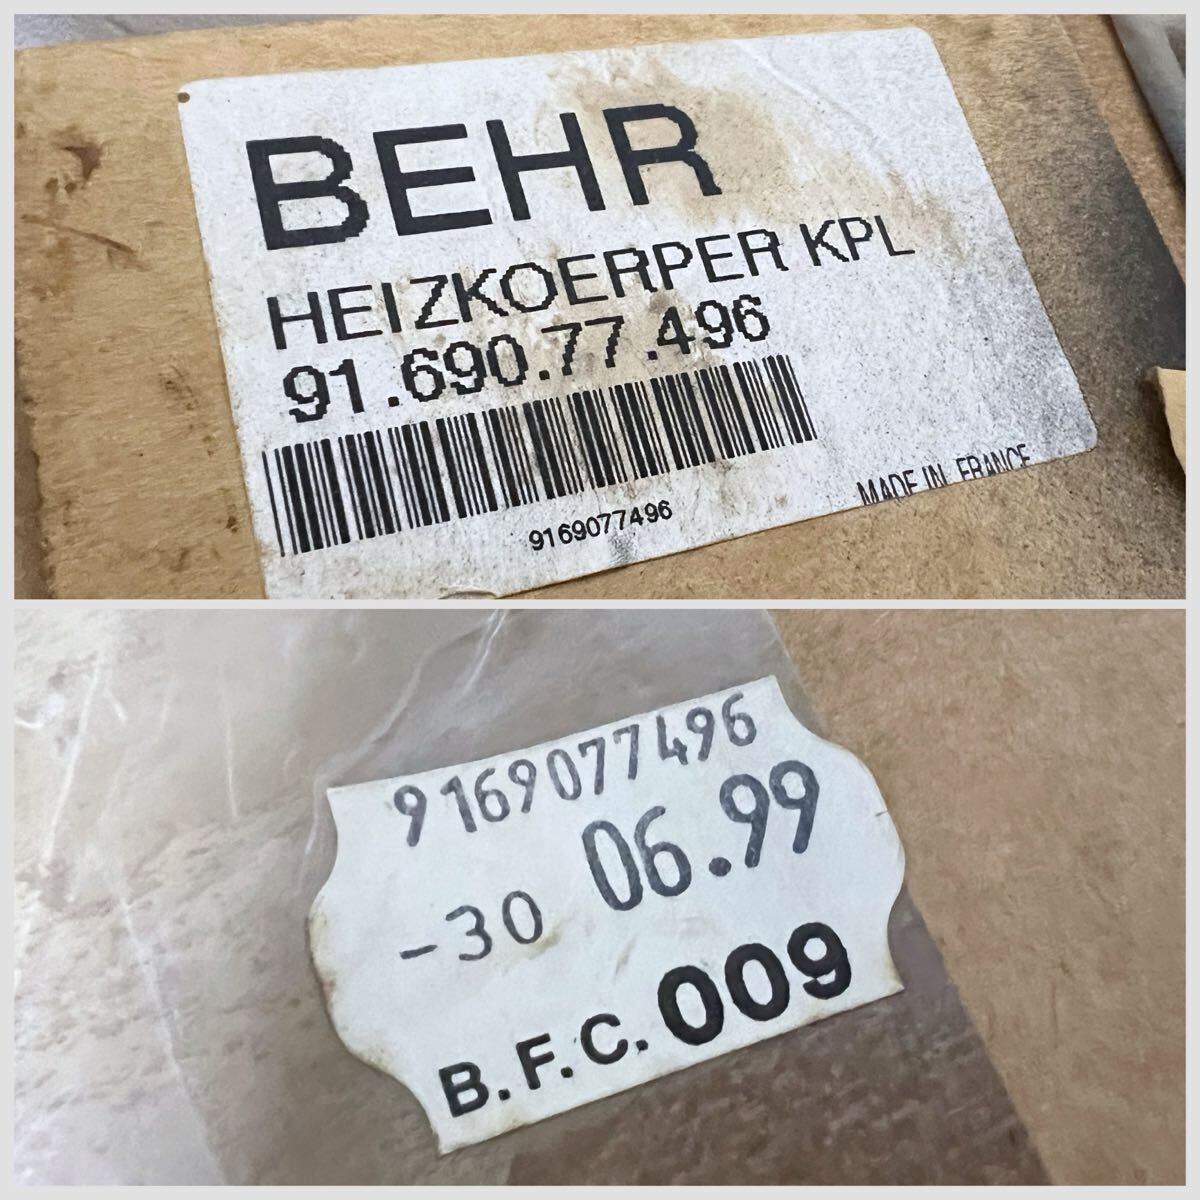 BEHR
HEIZKOERPER KPL
91.690.77.496
9169077496
MADE IN FRANCE
9169077496
-30 06.99
B.F.C. 009